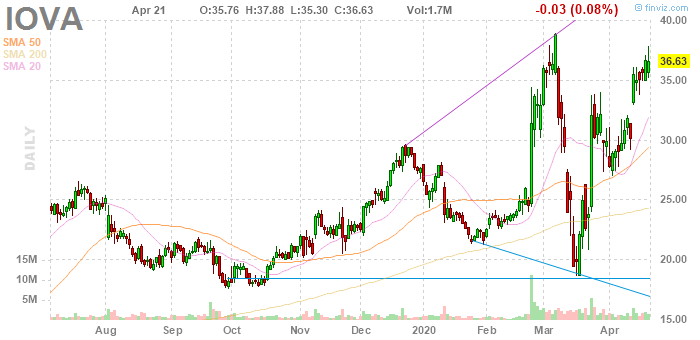 IOVA Apr 21 O:35.76 H:37.88 L:35.30 C:36.63 Vol:1.7M -0.03 (0.08%) © finviz.com
SMA 50
SMA 200
SMA 20
DAILY
40.00
36.63
35.00
30.00
25.00
20.00
15.00
15M
10M
5M
Aug Sep Oct Nov Dec 2020 Feb Mar Apr